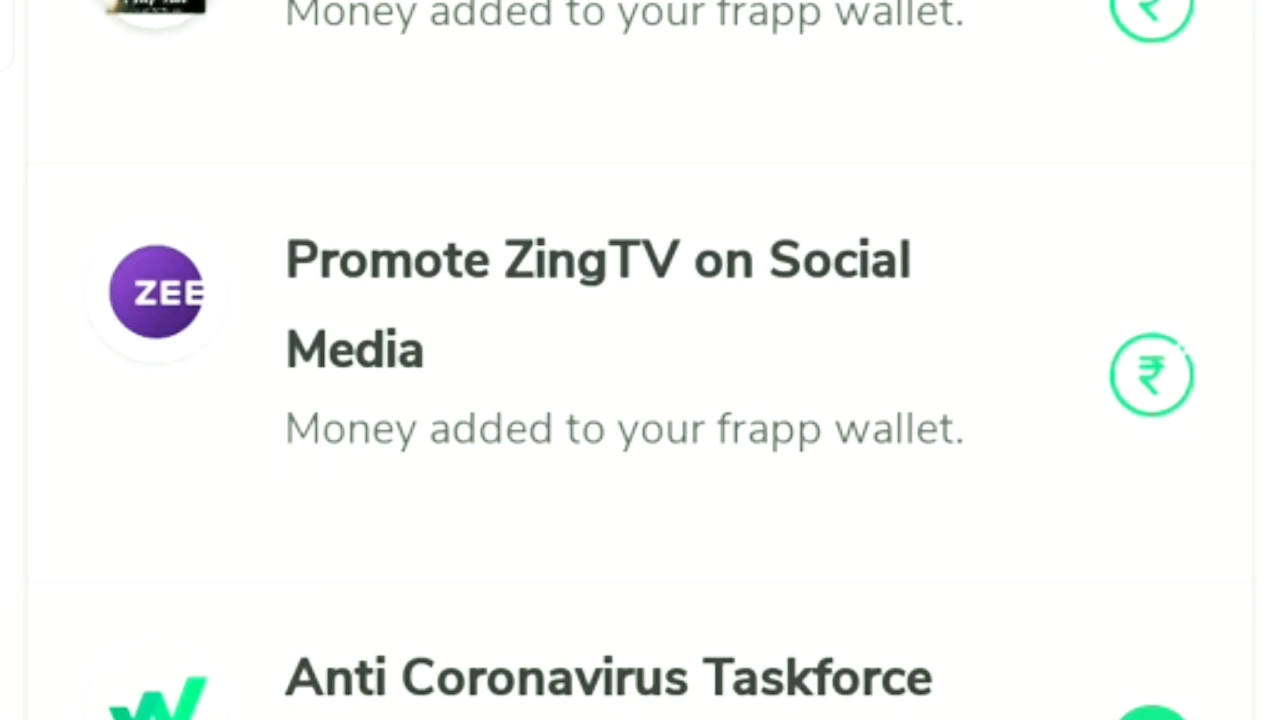 Money added to your frapp wallet.
₹
Promote ZingTV on Social
ZEE
Media
₹
Money added to your frapp wallet.
Anti Coronavirus Taskforce